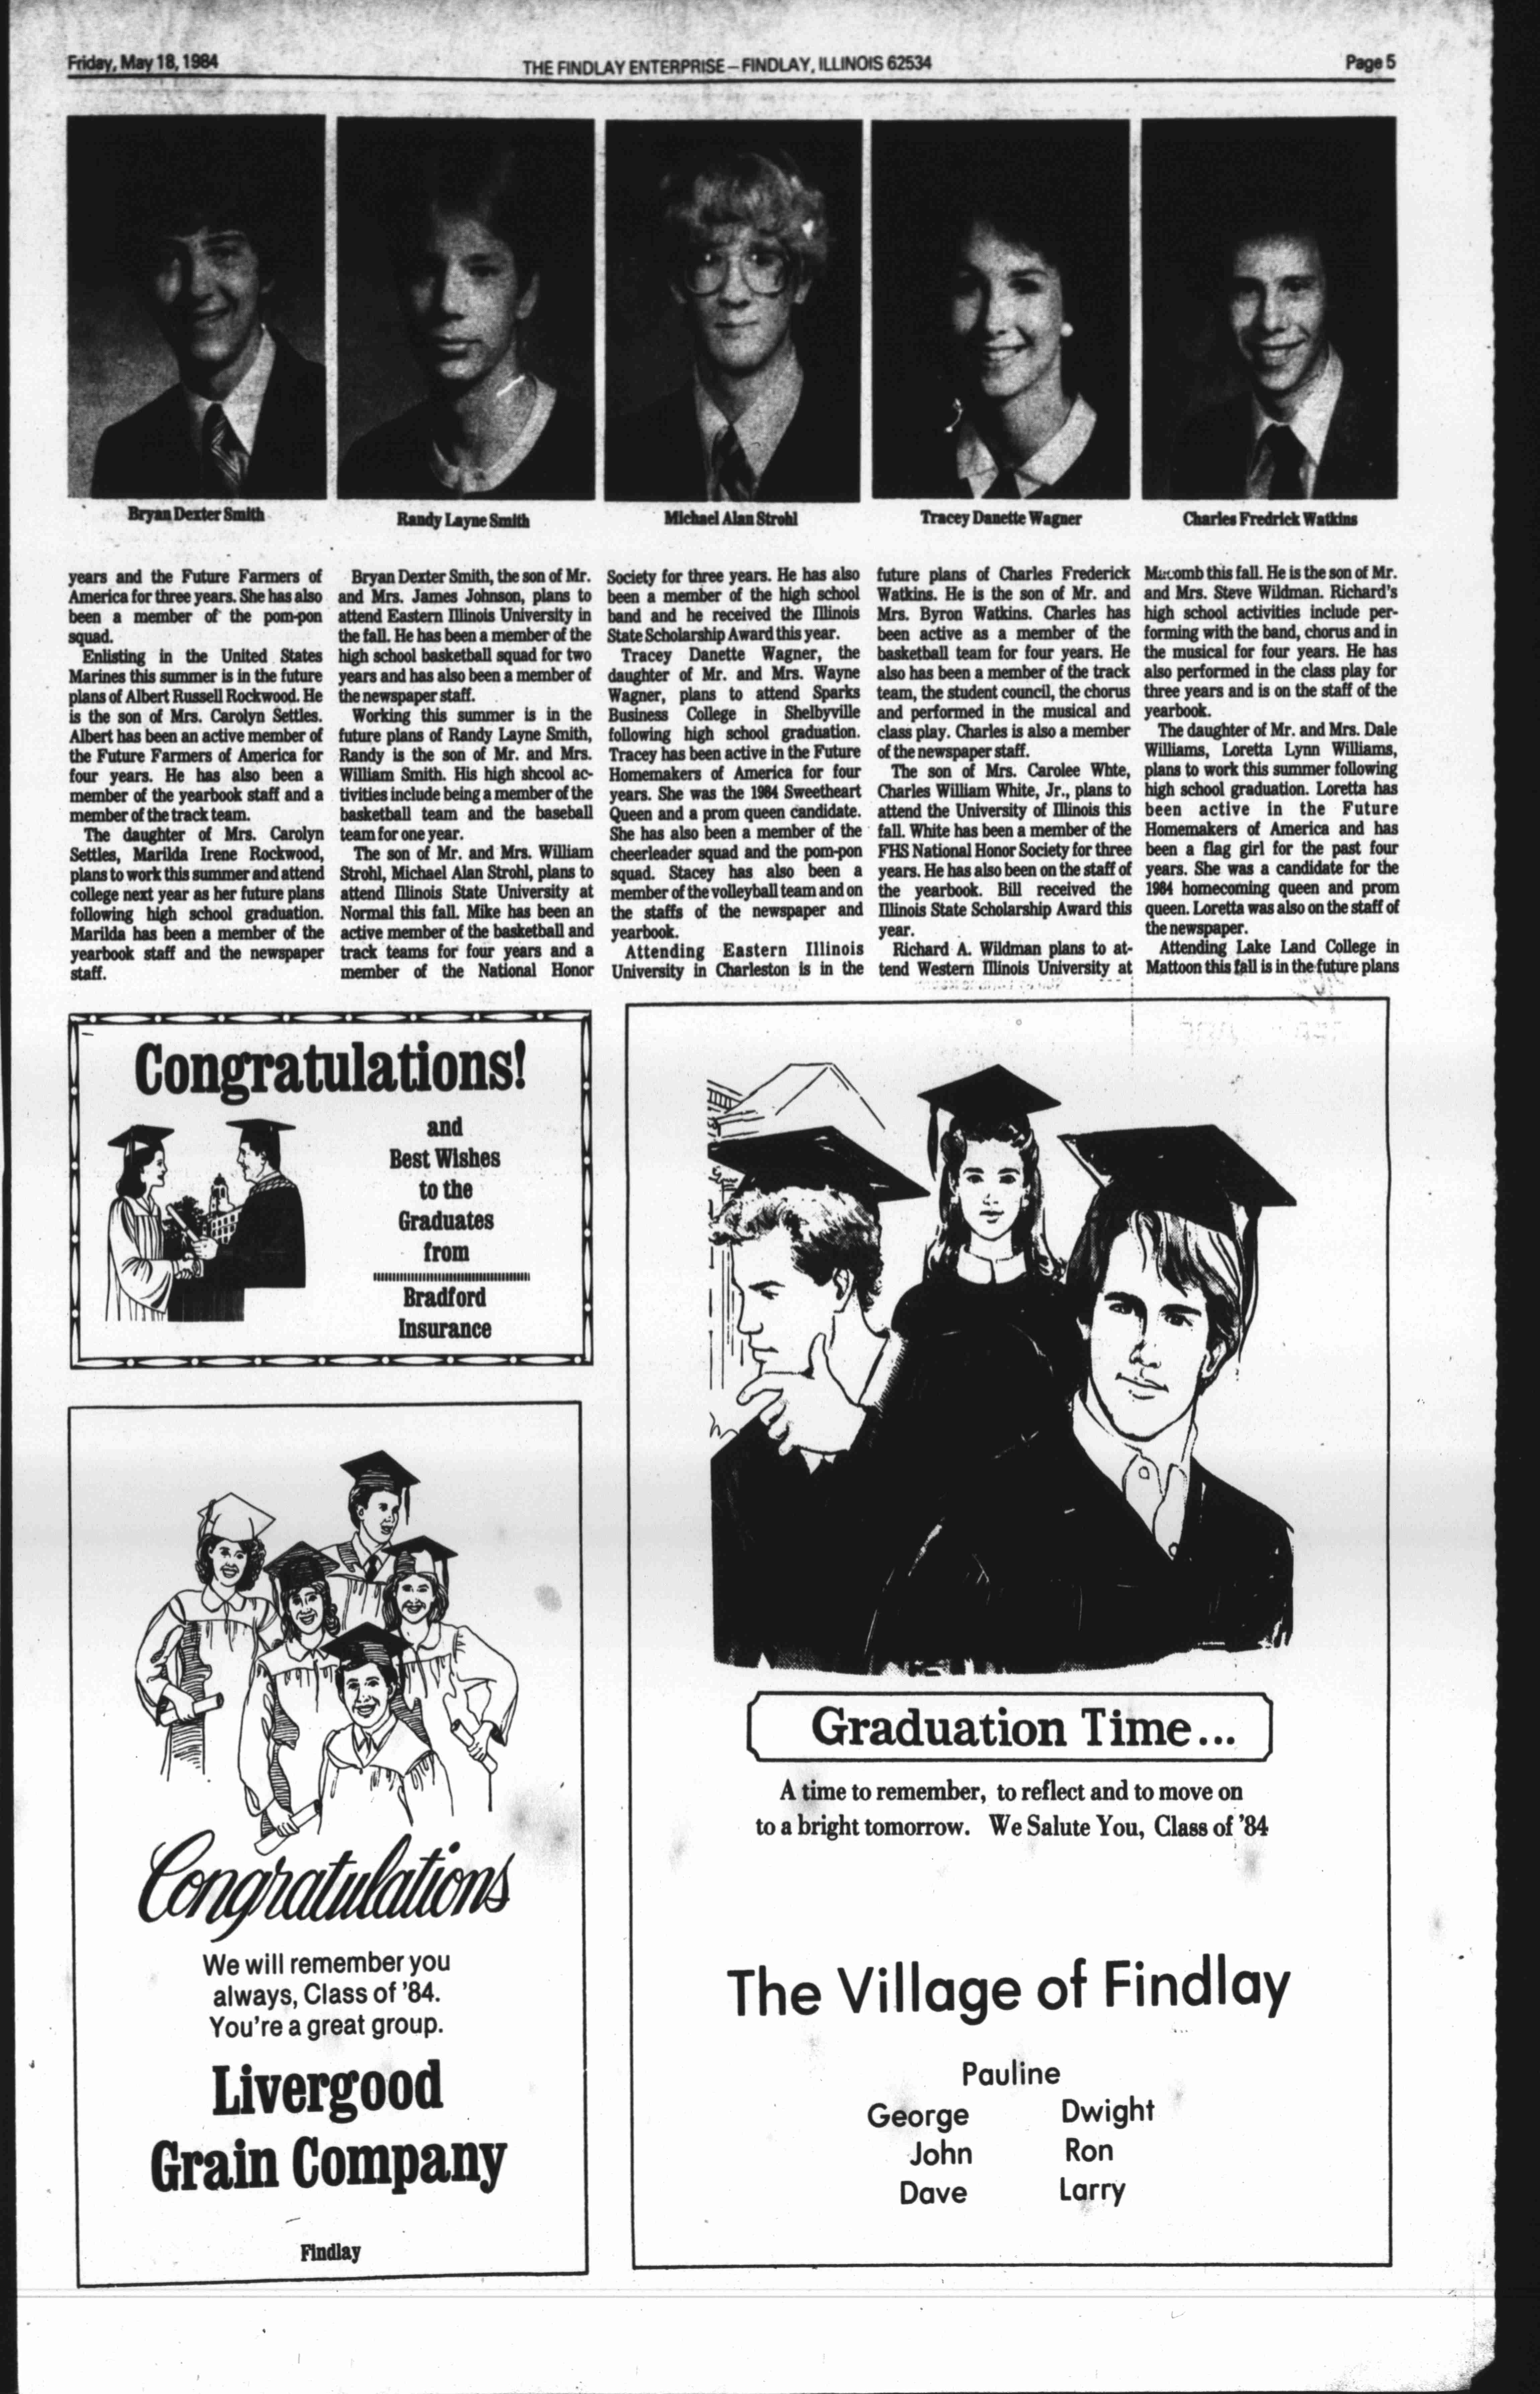 Friday, May 18, 1984
THE FINDLAY ENTERPRISE – FINDLAY, ILLINOIS 62534
Page 5
Bryan Dexter Smith
Randy Layne Smith
Michael Alan Strohl
Tracey Danette Wagner
Charles Fredrick Watkins
years and the Future Farmers of
America for three years. She has also
been a member of the pom-pon
squad.
Enlisting in the United States
Marines this summer is in the future
plans of Albert Russell Rockwood. He
is the son of Mrs. Carolyn Settles.
Albert has been an active member of
the Future Farmers of America for
four years. He has also been a
member of the yearbook staff and a
member of the track team.
The daughter of Mrs. Carolyn
Settles, Marilda Irene Rockwood,
plans to work this summer and attend
college next year as her future plans
following high school graduation.
Marilda has been a member of the
yearbook staff and the newspaper
staff.
Bryan Dexter Smith, the son of Mr.
and Mrs. James Johnson, plans to
attend Eastern Illinois University in
the fall. He has been a member of the
high school basketball squad for two
years and has also been a member of
the newspaper staff.
Working this summer is in the
future plans of Randy Layne Smith,
Randy is the son of Mr. and Mrs.
William Smith. His high shcool ac-
tivities include being a member of the
basketball team and the baseball
team for one year.
The son of Mr. and Mrs. William
Strohl, Michael Alan Strohl, plans to
attend Illinois State University at
Normal this fall. Mike has been an
active member of the basketball and
track teams for four years and a
member of the National Honor
Society for three years. He has also
been a member of the high school
band and he received the Illinois
State Scholarship Award this year.
Tracey Danette Wagner, the
daughter of Mr. and Mrs. Wayne
Wagner, plans to attend Sparks
Business College in Shelbyville
following high school graduation.
Tracey has been active in the Future
Homemakers of America for four
years. She was the 1984 Sweetheart
Queen and a prom queen candidate.
She has also been a member of the
cheerleader squad and the pom-pon
squad. Stacey has also been a
member of the volleyball team and on
the staffs of the newspaper and
yearbook.
Attending Eastern Illinois
University in Charleston is in the
future plans of Charles Frederick
Watkins. He is the son of Mr. and
Mrs. Byron Watkins. Charles has
been active as a member of the
basketball team for four years. He
also has been a member of the track
team, the student council, the chorus
and performed in the musical and
class play. Charles is also a member
of the newspaper staff.
The son of Mrs. Carolee Whte,
Charles William White, Jr., plans to
attend the University of Illinois this
fall. White has been a member of the
FHS National Honor Society for three
years. He has also been on the staff of
the yearbook. Bill received the
Illinois State Scholarship Award this
year.
Richard A. Wildman plans to at-
tend Western Illinois University at
Macomb this fall. He is the son of Mr.
and Mrs. Steve Wildman. Richard's
high school activities include per-
forming with the band, chorus and in
the musical for four years. He has
also performed in the class play for
three years and is on the staff of the
yearbook.
The daughter of Mr. and Mrs. Dale
Williams, Loretta Lynn Williams,
plans to work this summer following
high school graduation. Loretta has
been active in the Future
Homemakers of America and has
been a flag girl for the past four
years. She was a candidate for the
1984 homecoming queen and prom
queen. Loretta was also on the staff of
the newspaper.
Attending Lake Land College in
Mattoon this fall is in the future plans
Congratulations!
and
Best Wishes
to the
Graduates
from
Bradford
Insurance
Congratulations
We will remember you
always, Class of '84.
You're a great group.
Livergood
Grain Company
Findlay
Graduation Time...
A time to remember, to reflect and to move on
to a bright tomorrow. We Salute You, Class of '84
The Village of Findlay
Pauline
George Dwight
John Ron
Dave Larry